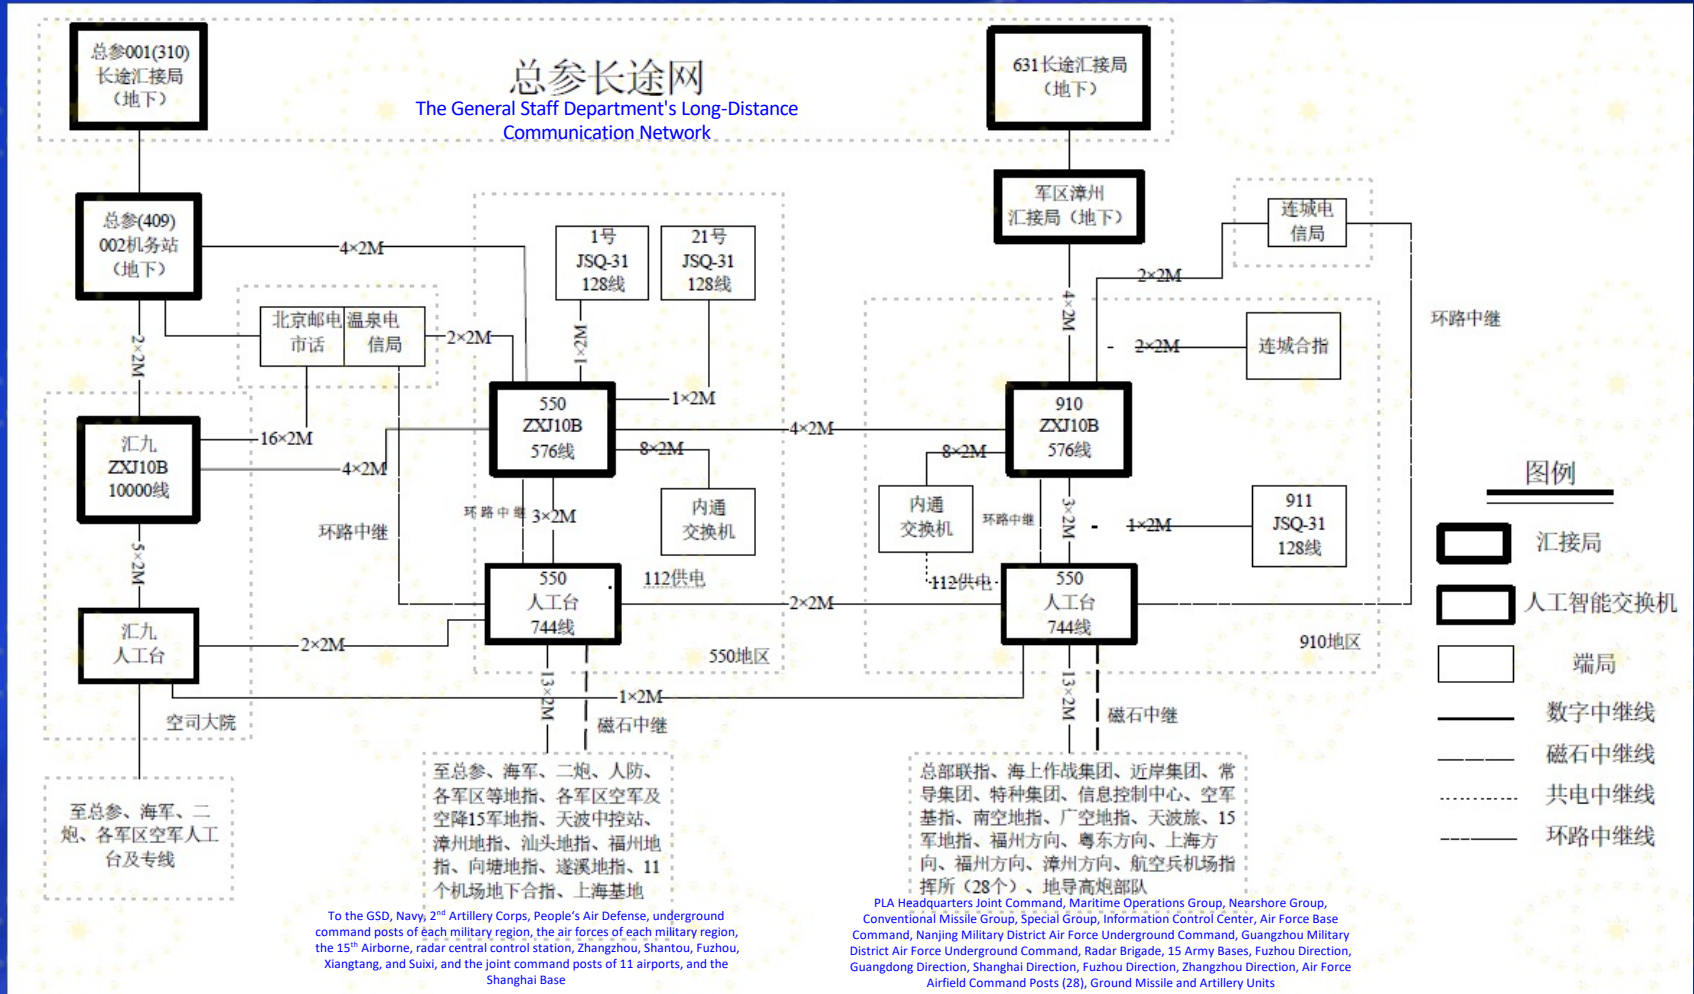 总参001(310)
长途汇接局
（地下）
总参长途网
The General Staff Department's Long-Distance
Communication Network
631长途汇接局
（地下）
总参(409)
002机务站
（地下）
军区漳州
汇接局（地下）
连城电
信局
4×2M
1号
JSQ-31
128线
21号
JSQ-31
128线
2×2M
4×2M
环路中继
北京邮电
市话
温泉电
信局
2×2M
2×2M
1×2M
2×2M
连城合指
1×2M
550
ZXJ10B
576线
910
ZXJ10B
576线
4×2M
汇九
ZXJ10B
10000线
16×2M
4×2M
8×2M
8×2M
图例
内通
交换机
内通
交换机
911
JSQ-31
128线
环路中继
环路中继
3×2M
环路中继
3×2M
1×2M
汇接局
5×2M
112供电
112供电
550
人工台
744线
550
人工台
744线
2×2M
人工智能交换机
汇九
人工台
2×2M
550地区
910地区
端局
1×2M
13×2M
13×2M
空司大院
磁石中继
磁石中继
数字中继线
磁石中继线
共电中继线
环路中继线
至总参、海军、二
炮、各军区空军人工
台及专线
至总参、海军、二炮、人防、
各军区等地指、各军区空军及
空降15军地指、天波中控站、
漳州地指、汕头地指、福州地
指、向塘地指、遂溪地指、11
个机场地下合指、上海基地
总部联指、海上作战集团、近岸集团、常
导集团、特种集团、信息控制中心、空军
基指、南空地指、广空地指、天波旅、15
军地指、福州方向、粤东方向、上海方
向、福州方向、漳州方向、航空兵机场指
挥所（28个）、地导高炮部队
To the GSD, Navy, 2nd Artillery Corps, People's Air Defense, underground
command posts of each military region, the air forces of each military region,
the 15th Airborne, radar central control station, Zhangzhou, Shantou, Fuzhou,
Xiangtang, and Suixi, and the joint command posts of 11 airports, and the
Shanghai Base
PLA Headquarters Joint Command, Maritime Operations Group, Nearshore Group,
Conventional Missile Group, Special Group, Information Control Center, Air Force Base
Command, Nanjing Military District Air Force Underground Command, Guangzhou Military
District Air Force Underground Command, Radar Brigade, 15 Army Bases, Fuzhou Direction,
Guangdong Direction, Shanghai Direction, Fuzhou Direction, Zhangzhou Direction, Air Force
Airfield Command Posts (28), Ground Missile and Artillery Units